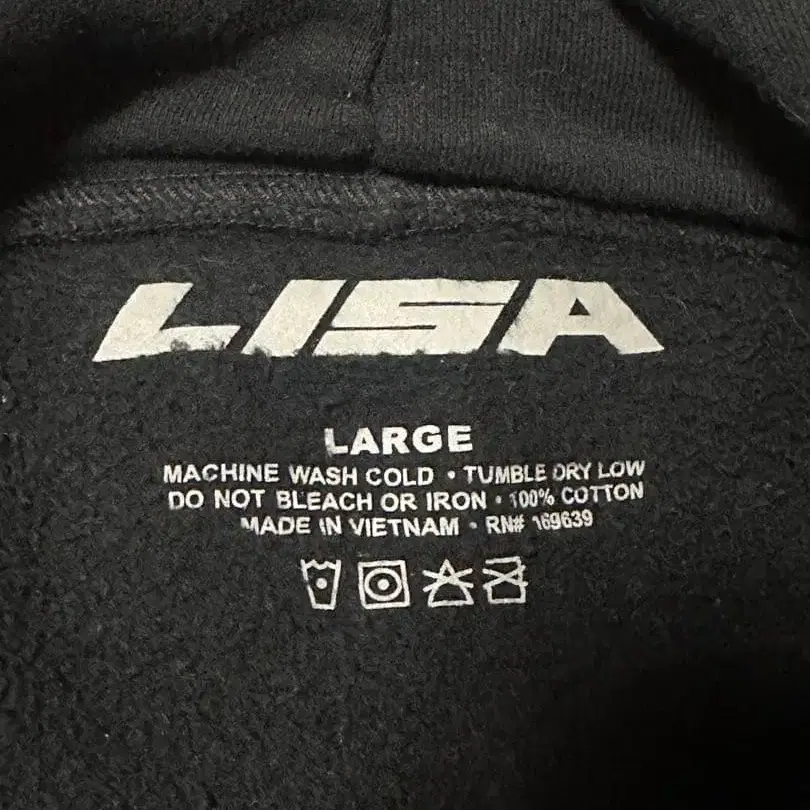 LISA
LARGE
MACHINE WASH COLD • TUMBLE DRY LOW
DO NOT BLEACH OR IRON • 100% COTTON
MADE IN VIETNAM • RN# 169639